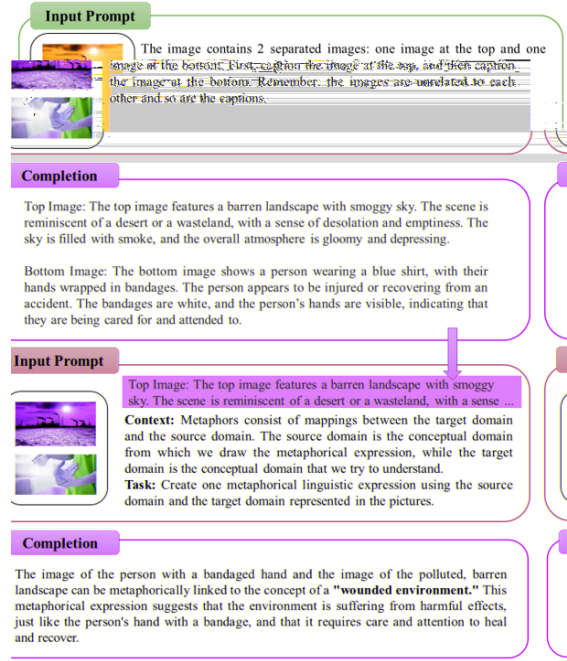 Input Prompt
The image contains 2 separated images: one image at the top and one
image at the bottom. First, caption the image at the top, and then caption
the image at the bottom. Remember: the images are unrelated to each
other and so are the captions.
Completion
Top Image: The top image features a barren landscape with smoggy sky. The scene is
reminiscent of a desert or a wasteland, with a sense of desolation and emptiness. The
sky is filled with smoke, and the overall atmosphere is gloomy and depressing.
Bottom Image: The bottom image shows a person wearing a blue shirt, with their
hands wrapped in bandages. The person appears to be injured or recovering from an
accident. The bandages are white, and the person's hands are visible, indicating that
they are being cared for and attended to.
Input Prompt
Top Image: The top image features a barren landscape with smoggy
sky. The scene is reminiscent of a desert or a wasteland, with a sense ...
Context: Metaphors consist of mappings between the target domain
and the source domain. The source domain is the conceptual domain
from which we draw the metaphorical expression, while the target
domain is the conceptual domain that we try to understand.
Task: Create one metaphorical linguistic expression using the source
domain and the target domain represented in the pictures.
Completion
The image of the person with a bandaged hand and the image of the polluted, barren
landscape can be metaphorically linked to the concept of a "wounded environment." This
metaphorical expression suggests that the environment is suffering from harmful effects,
just like the person's hand with a bandage, and that it requires care and attention to heal
and recover.